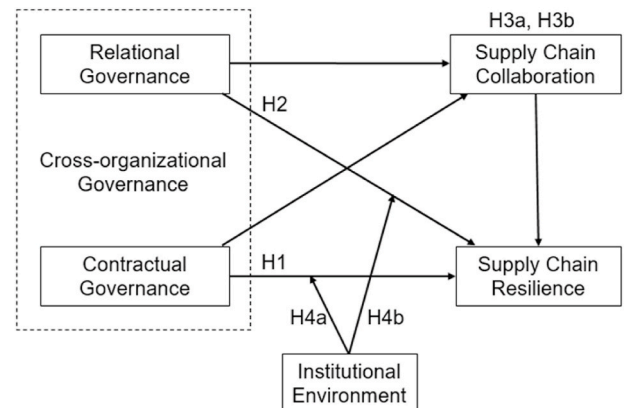 H3a, H3b
Relational
Governance
Supply Chain
Collaboration
H2
Cross-organizational
Governance
Contractual
Governance
H1
Supply Chain
Resilience
H4a
H4b
Institutional
Environment